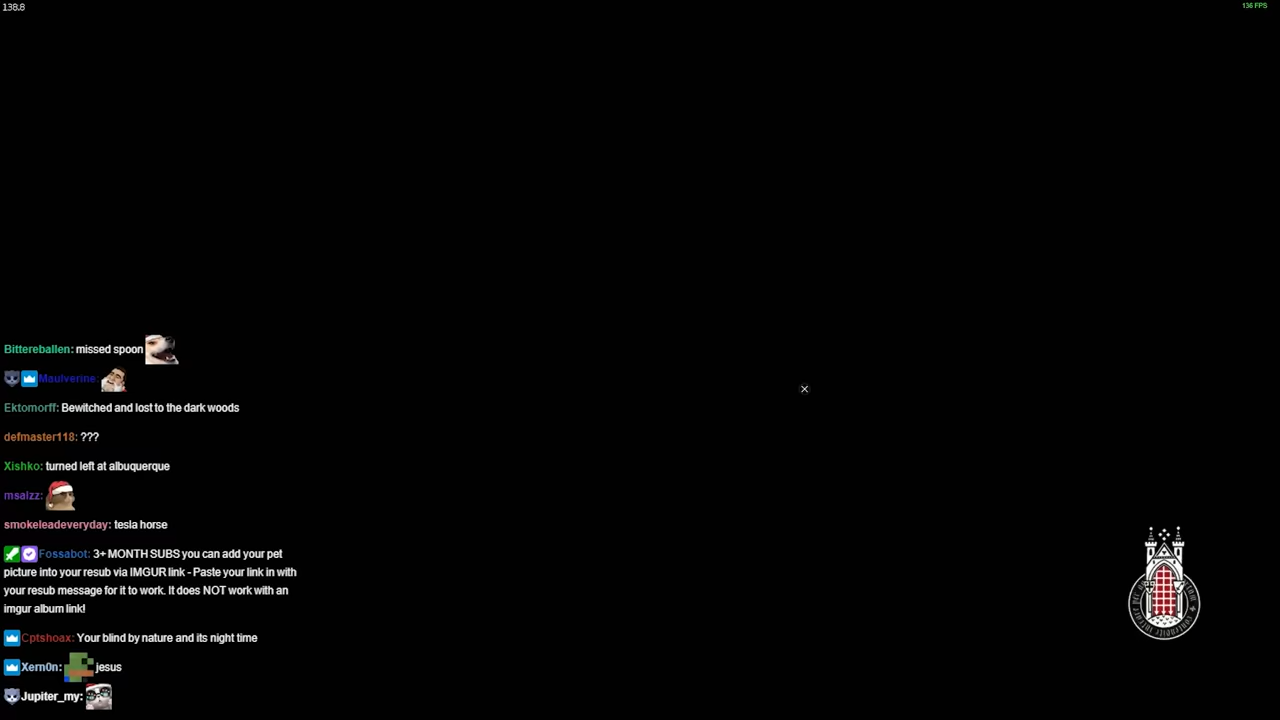 138.8
136 FPS
Bittereballen: missed spoon
Maulverine:
Ektomorff: Bewitched and lost to the dark woods
defmaster118: ???
Xishko: turned left at albuquerque
msalzz:
smokeleadeveryday: tesla horse
Fossabot: 3+ MONTH SUBS you can add your pet
picture into your resub via IMGUR link - Paste your link in with
your resub message for it to work. It does NOT work with an
imgur album link!
Cptshoax: Your blind by nature and its night time
Xern0n: jesus
Jupiter_my: